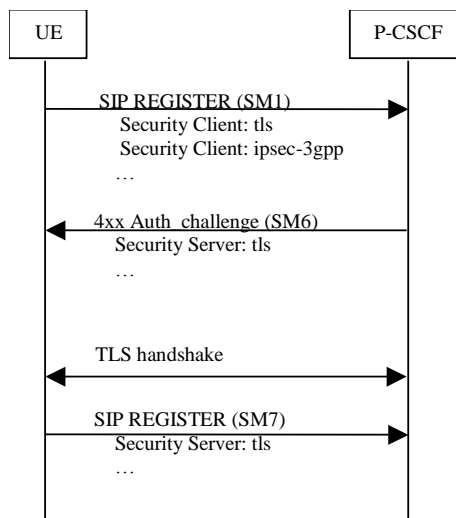 UE
P-CSCF
SIP REGISTER (SM1)
Security Client: tls
Security Client: ipsec-3gpp
…
4xx Auth_challenge (SM6)
Security Server: tls
…
TLS handshake
SIP REGISTER (SM7)
Security Server: tls
…